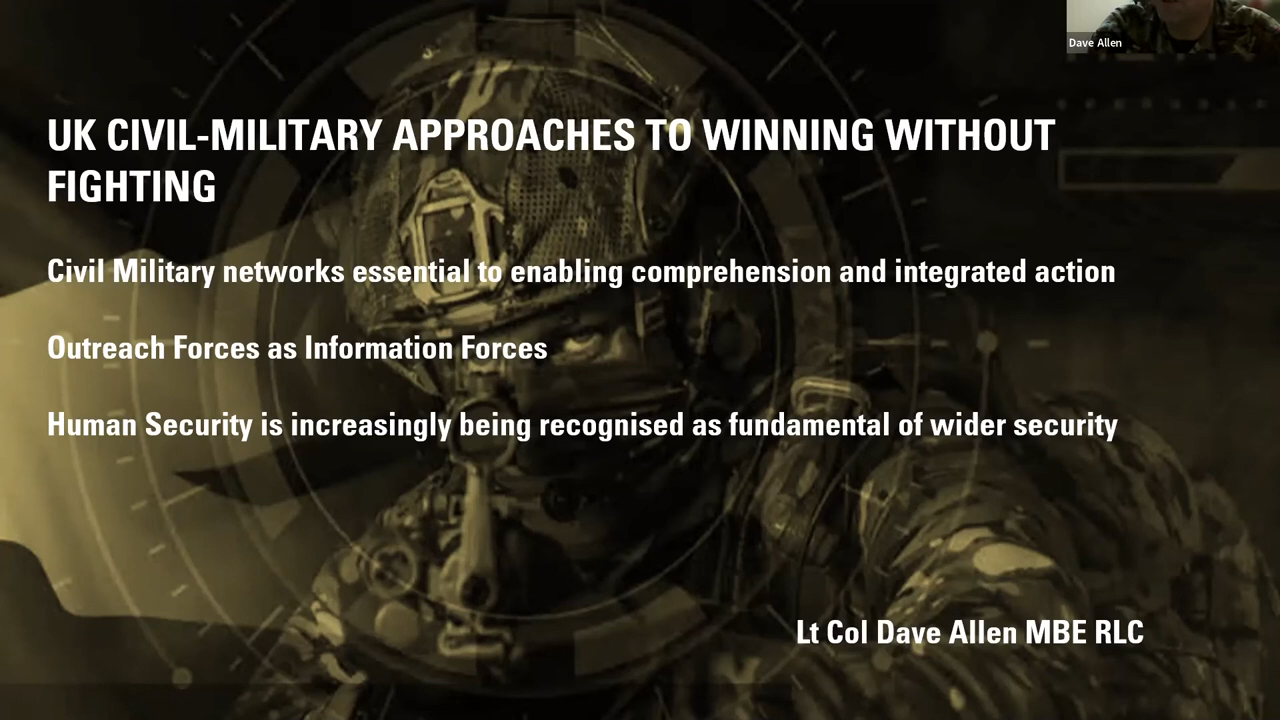 Dave Allen
UK CIVIL-MILITARY APPROACHES TO WINNING WITHOUT
FIGHTING
Civil Military networks essential to enabling comprehension and integrated action
Outreach Forces as Information Forces
Human Security is increasingly being recognised as fundamental of wider security
Lt Col Dave Allen MBE RLC